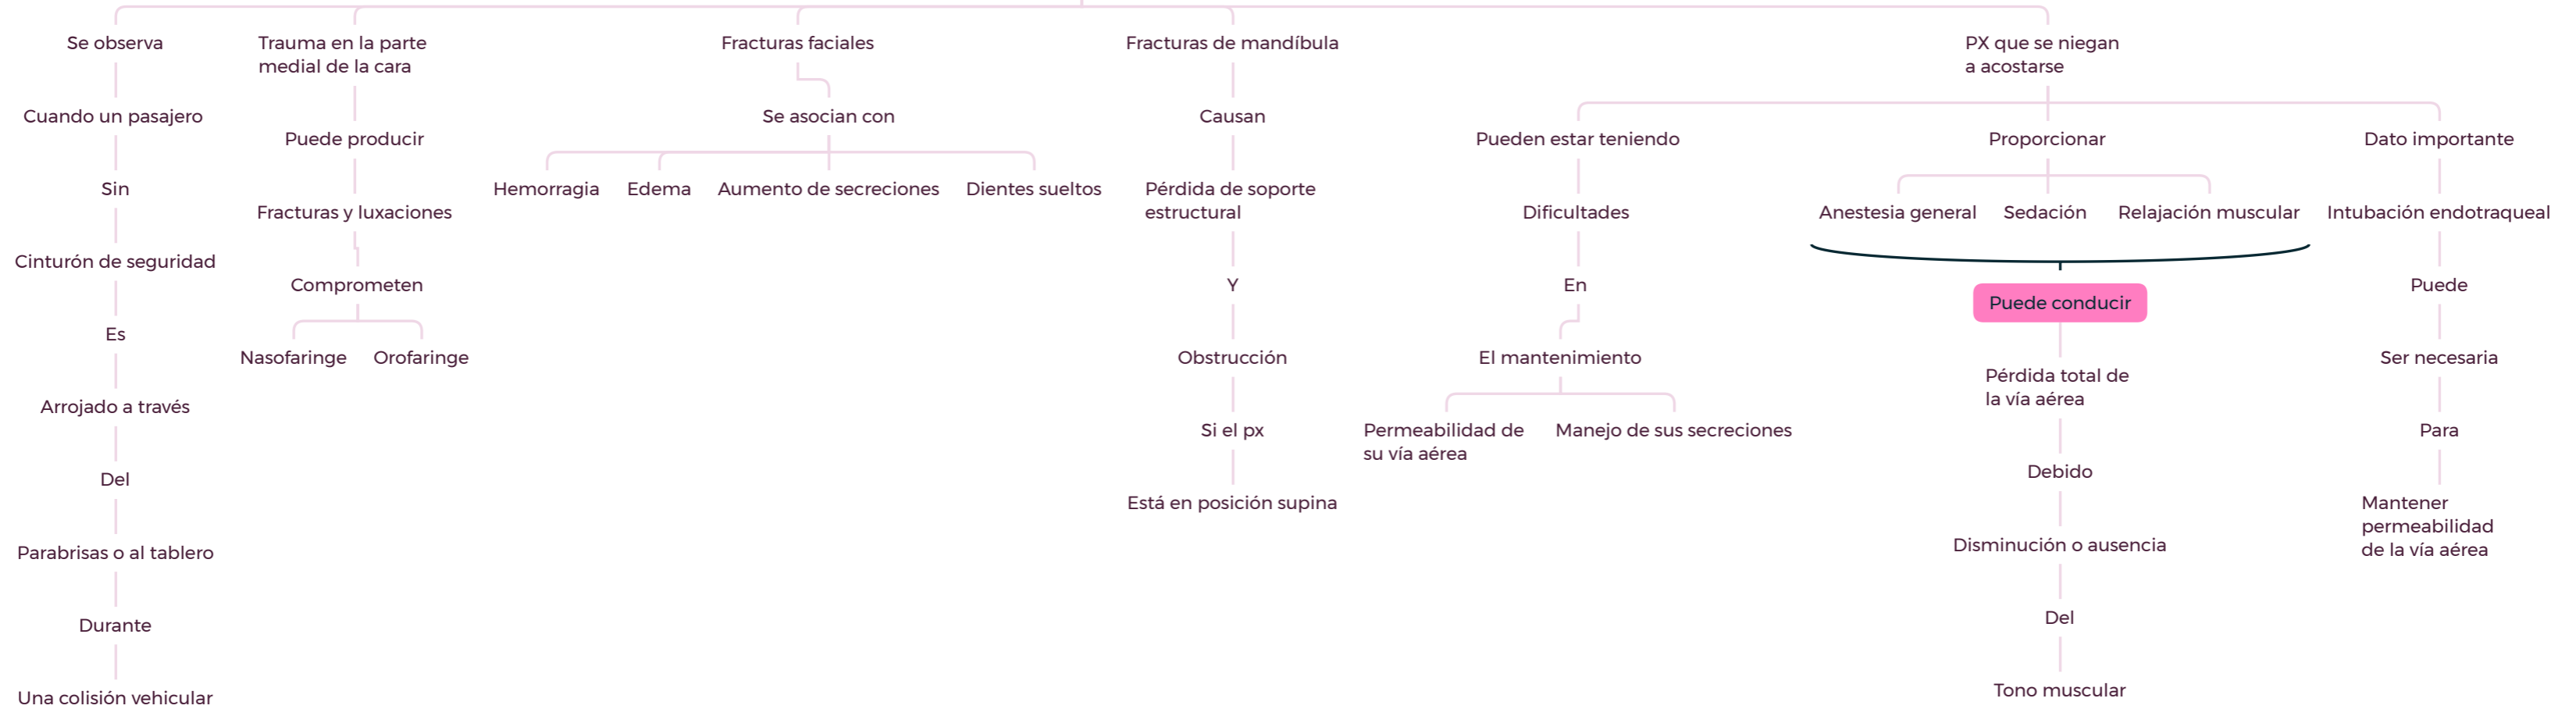 Se observa
Cuando un pasajero
Sin
Cinturón de seguridad
Es
Arrojado a través
Del
Parabrisas o al tablero
Durante
Una colisión vehicular
Trauma en la parte
medial de la cara
Puede producir
Fracturas y luxaciones
Comprometen
Nasofaringe
Orofaringe
Fracturas faciales
Se asocian con
Hemorragia
Edema
Aumento de secreciones
Dientes sueltos
Fracturas de mandíbula
Causan
Pérdida de soporte
estructural
Y
Obstrucción
Si el px
Está en posición supina
PX que se niegan
a acostarse
Pueden estar teniendo
Dificultades
En
El mantenimiento
Permeabilidad de
su vía aérea
Manejo de sus secreciones
Proporcionar
Anestesia general
Sedación
Relajación muscular
Puede conducir
Pérdida total de
la vía aérea
Debido
Disminución o ausencia
Del
Tono muscular
Dato importante
Intubación endotraqueal
Puede
Ser necesaria
Para
Mantener
permeabilidad
de la vía aérea